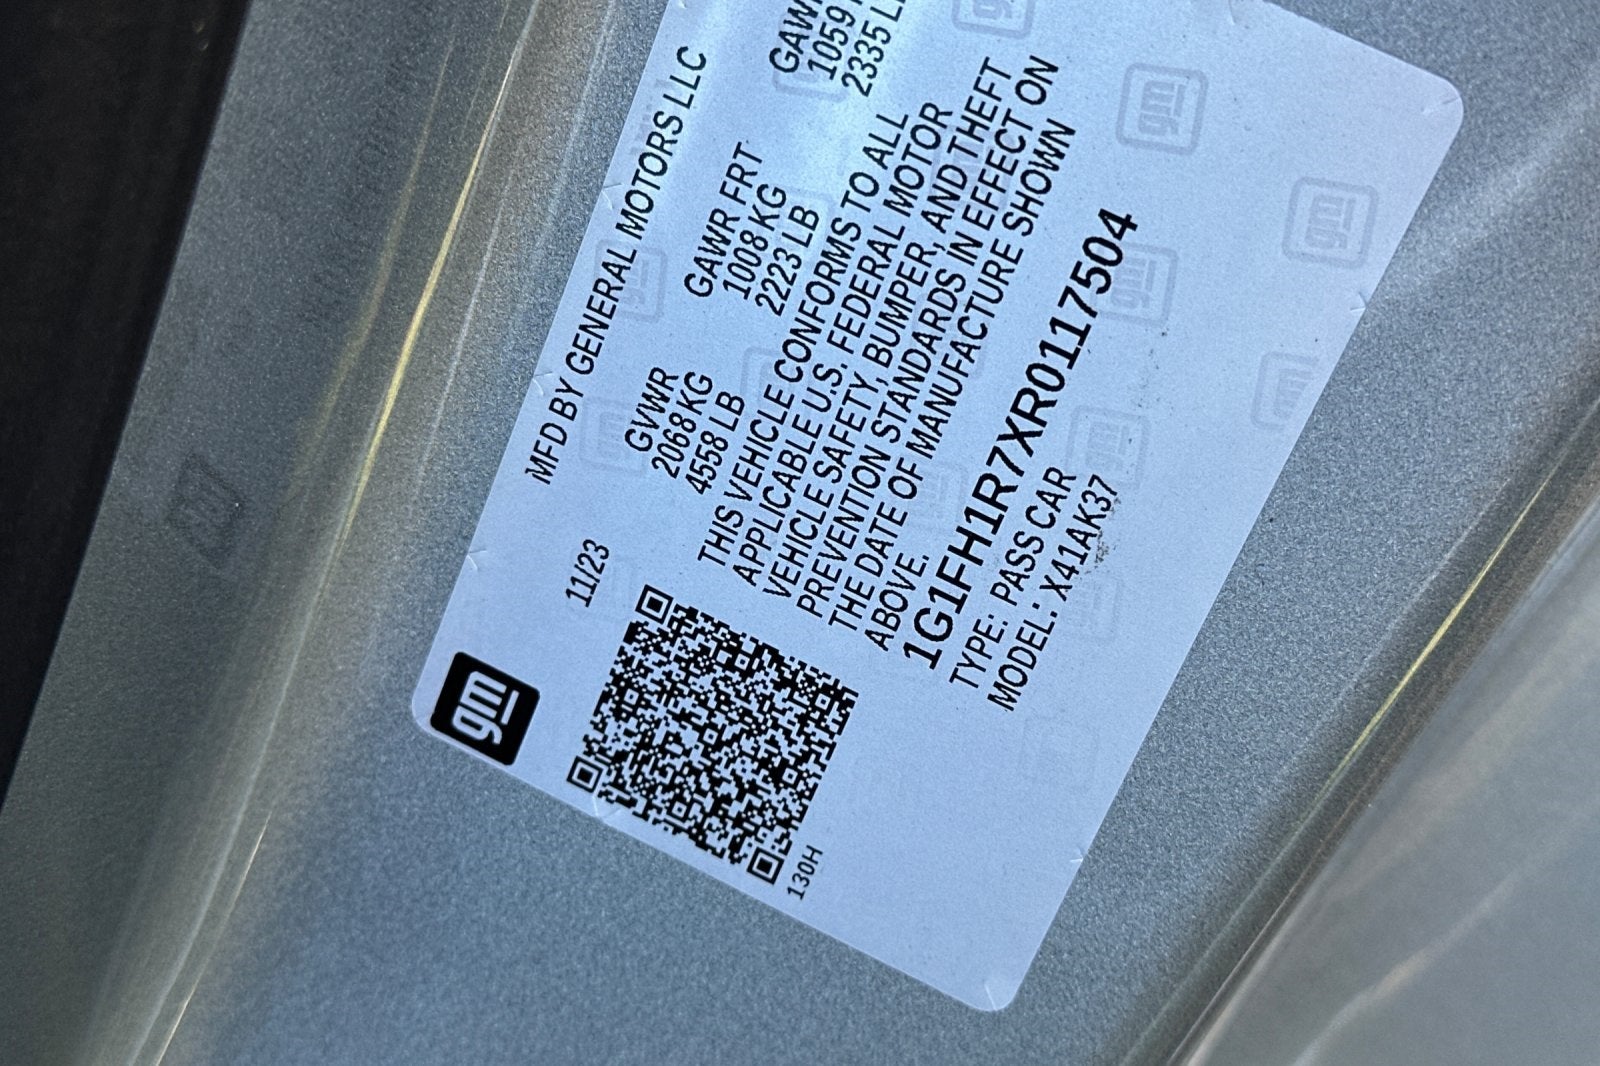 gm
MFD BY GENERAL MOTORS LLC
11/23
GVWR
2068 KG
4558 LB
GAWR FRT
1008 KG
2223 LB
GAWR
1059
2335 LB
THIS VEHICLE CONFORMS TO ALL
APPLICABLE U.S. FEDERAL MOTOR
VEHICLE SAFETY, BUMPER, AND THEFT
PREVENTION STANDARDS IN EFFECT ON
THE DATE OF MANUFACTURE SHOWN
ABOVE.
1G1FH1R7XR0117504
TYPE: PASS CAR
MODEL: X41AK37
130H